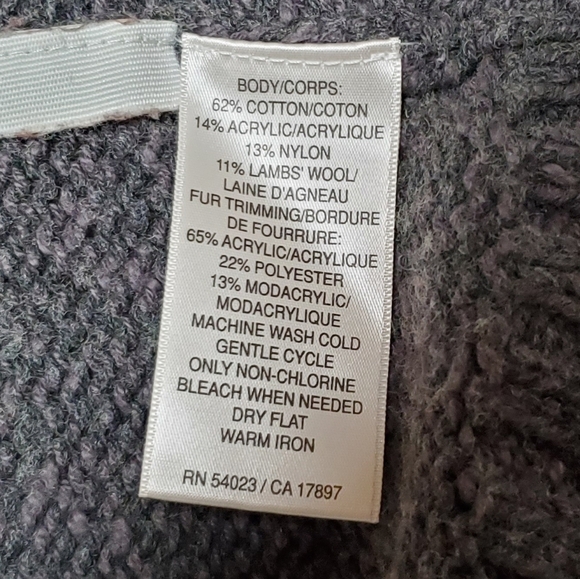 BODY/CORPS:
62% COTTON/COTON
14% ACRYLIC/ACRYLIQUE
13% NYLON
11% LAMBS' WOOL/
LAINE D'AGNEAU
FUR TRIMMING/BORDURE
DE FOURRURE:
65% ACRYLIC/ACRYLIQUE
22% POLYESTER
13% MODACRYLIC/
MODACRYLIQUE
MACHINE WASH COLD
GENTLE CYCLE
ONLY NON-CHLORINE
BLEACH WHEN NEEDED
DRY FLAT
WARM IRON
RN 54023 / CA 17897